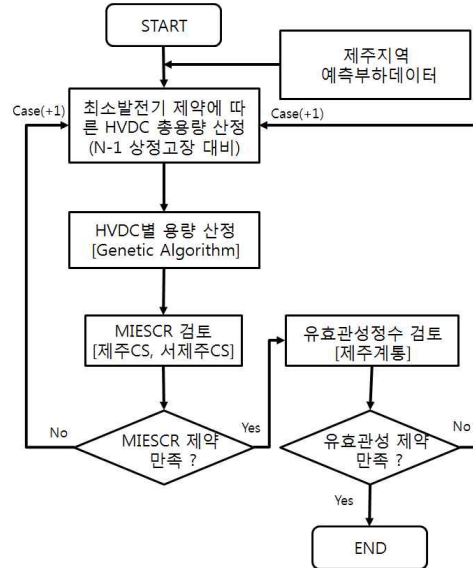 START
제주지역
예측부하데이터
Case(+1)
최소발전기 제약에 따
른 HVDC 총용량 산정
(N-1 상정고장 대비)
Case(+1)
HVDC별 용량 산정
[Genetic Algorithm]
MIESCR 검토
[제주CS, 서제주CS]
유효관성정수 검토
[제주계통]
No
MIESCR 제약
만족 ?
Yes
유효관성 제약
만족 ?
No
Yes
END